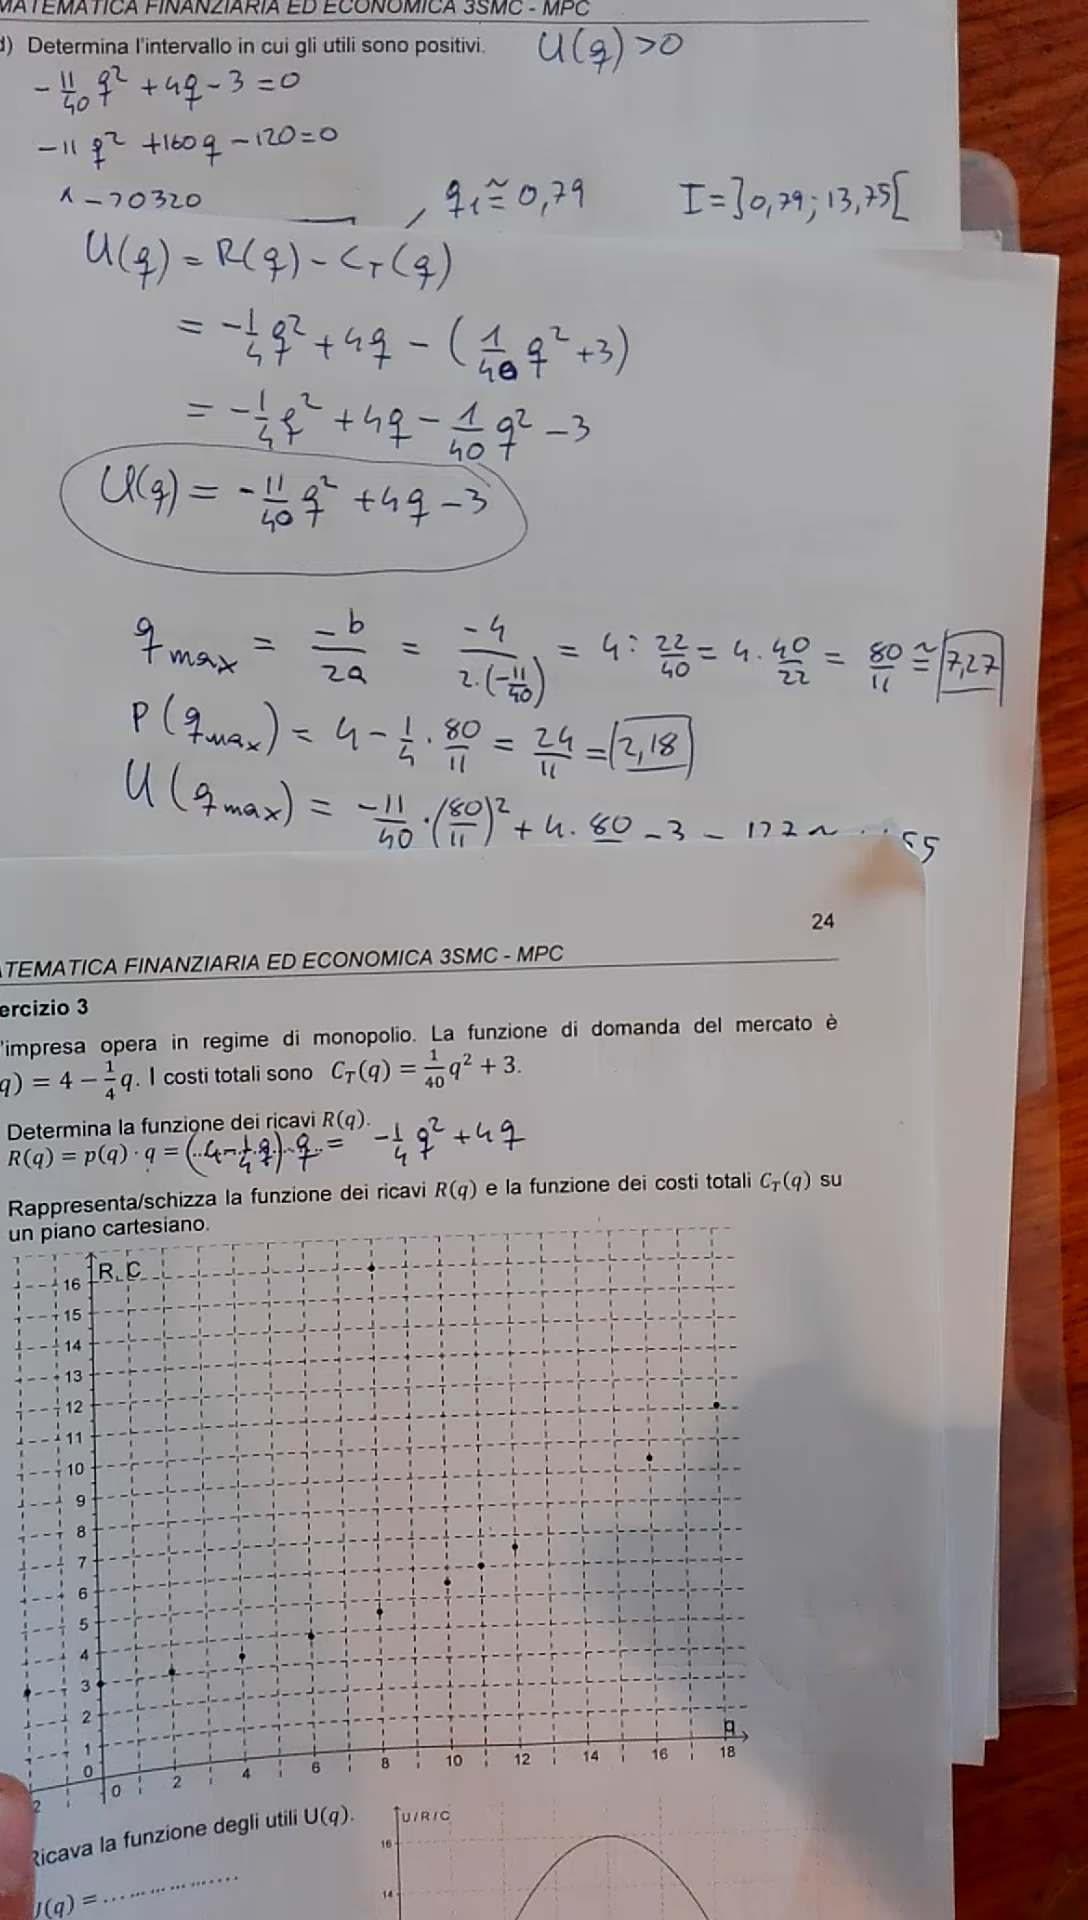 MATEMATICA FINANZIARIA ED ECONOMICA 3SMC - MPC
d) Determina l'intervallo in cui gli utili sono positivi. U(q)>0
-11/40 q² + 4q - 3 = 0
-11 q² + 160q - 120 = 0
q₁ ≅ 0,79 I = ]0,79; 13,75[
U(q) = R(q) - C_T(q)
= -1/4 q² + 4q - (1/40 q² + 3)
= -1/4 q² + 4q - 1/40 q² - 3
U(q) = -11/40 q² + 4q - 3
q max = -b/2a = -4/2·(-11/40) = 4 : 22/40 = 4 · 40/22 = 80/11 ≅ 7,27
P(q max) = 4 - 1/4 · 80/11 = 24/11 = 2,18
U(q max) = -11/40 · (80/11)² + 4 · 80 - 3
24
TEMATICA FINANZIARIA ED ECONOMICA 3SMC - MPC
ercizio 3
'impresa opera in regime di monopolio. La funzione di domanda del mercato è
q) = 4 - 1/4 q. I costi totali sono C_T(q) = 1/40 q² + 3.
Determina la funzione dei ricavi R(q).
R(q) = p(q) · q = (4 - 1/4 q) · q = -1/4 q² + 4q
Rappresenta/schizza la funzione dei ricavi R(q) e la funzione dei costi totali C_T(q) su
un piano cartesiano.
R, C
16
15
14
13
12
11
10
9
8
7
6
5
4
3
2
1
0
2 0 2 4 6 8 10 12 14 16 18 q
Ricava la funzione degli utili U(q).
U(q) = ..................
U/R/C
16
14